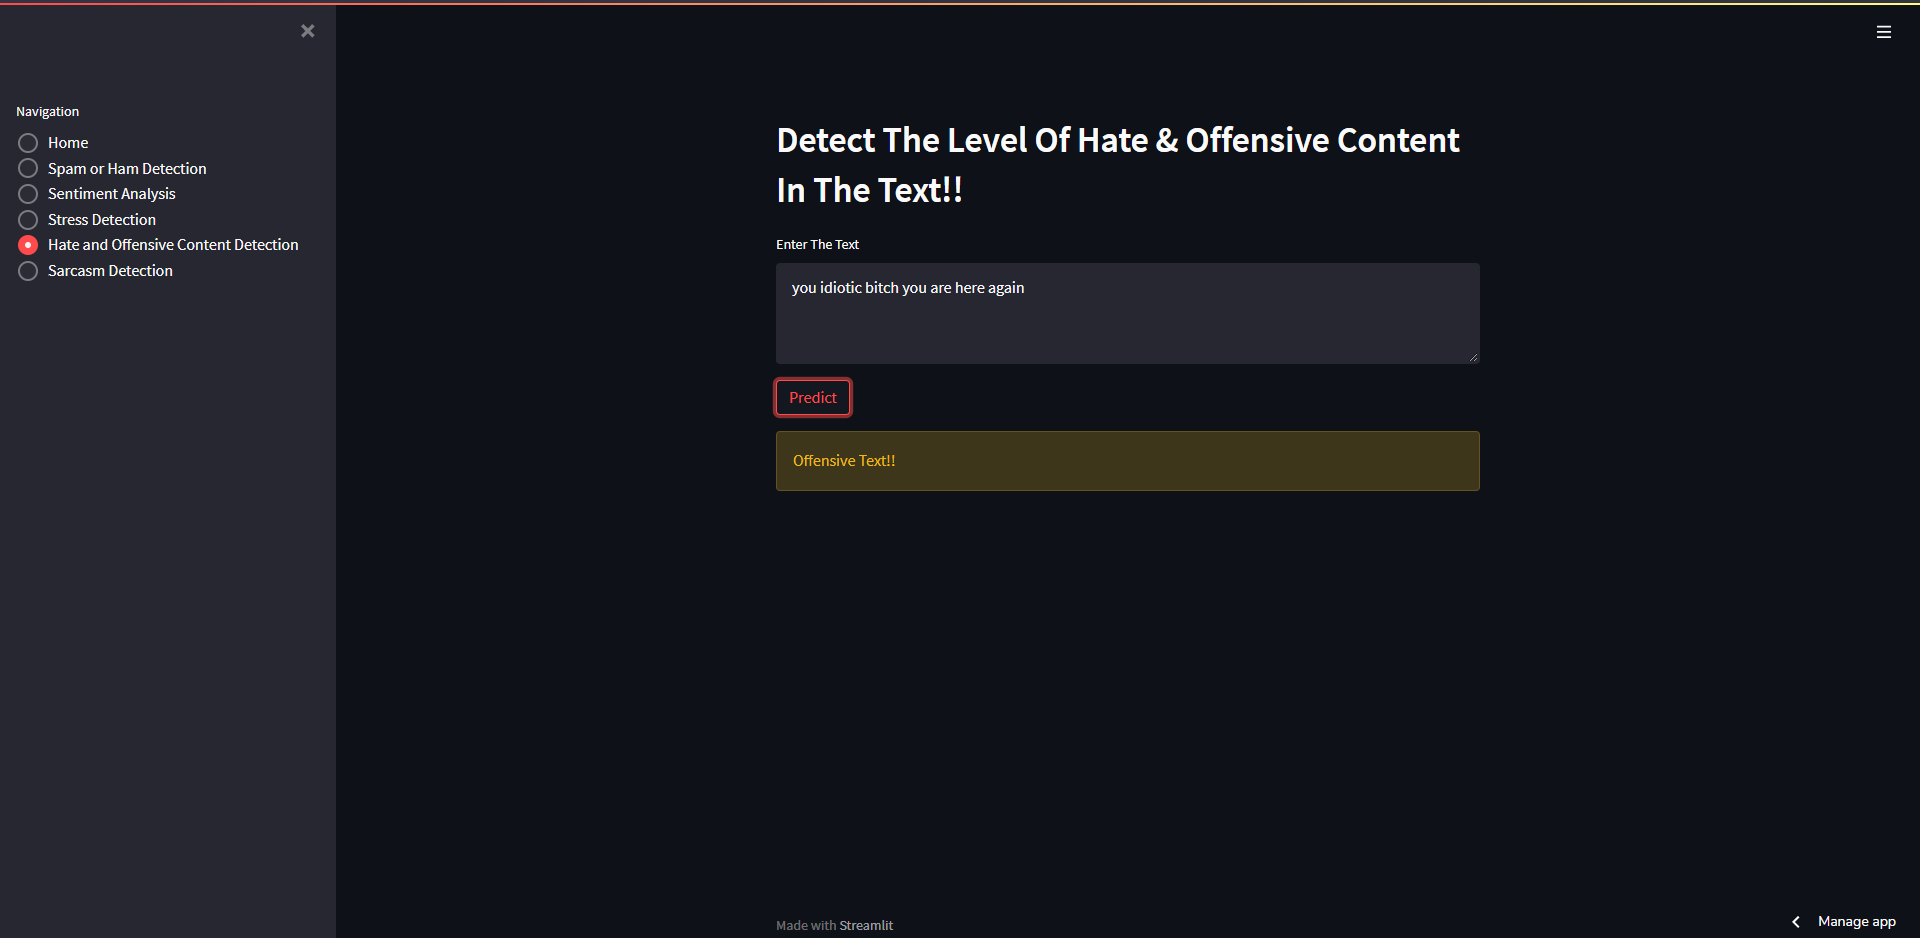 Navigation
Home
Spam or Ham Detection
Sentiment Analysis
Stress Detection
Hate and Offensive Content Detection
Sarcasm Detection
Detect The Level Of Hate & Offensive Content
In The Text!!
Enter The Text
you idiotic bitch you are here again
Predict
Offensive Text!!
Made with Streamlit
Manage app